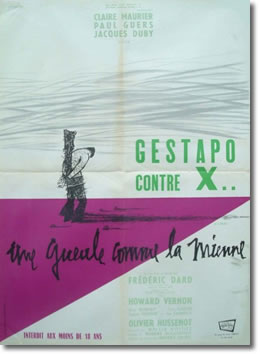 CLAIRE MAURIER
PAUL GUERS
JACQUES DUBY
GESTAPO
CONTRE X..
une gueule comme la mienne
FRÉDÉRIC DARD
HOWARD VERNON
OLIVIER HUSSENOT
INTERDIT AUX MOINS DE 18 ANS